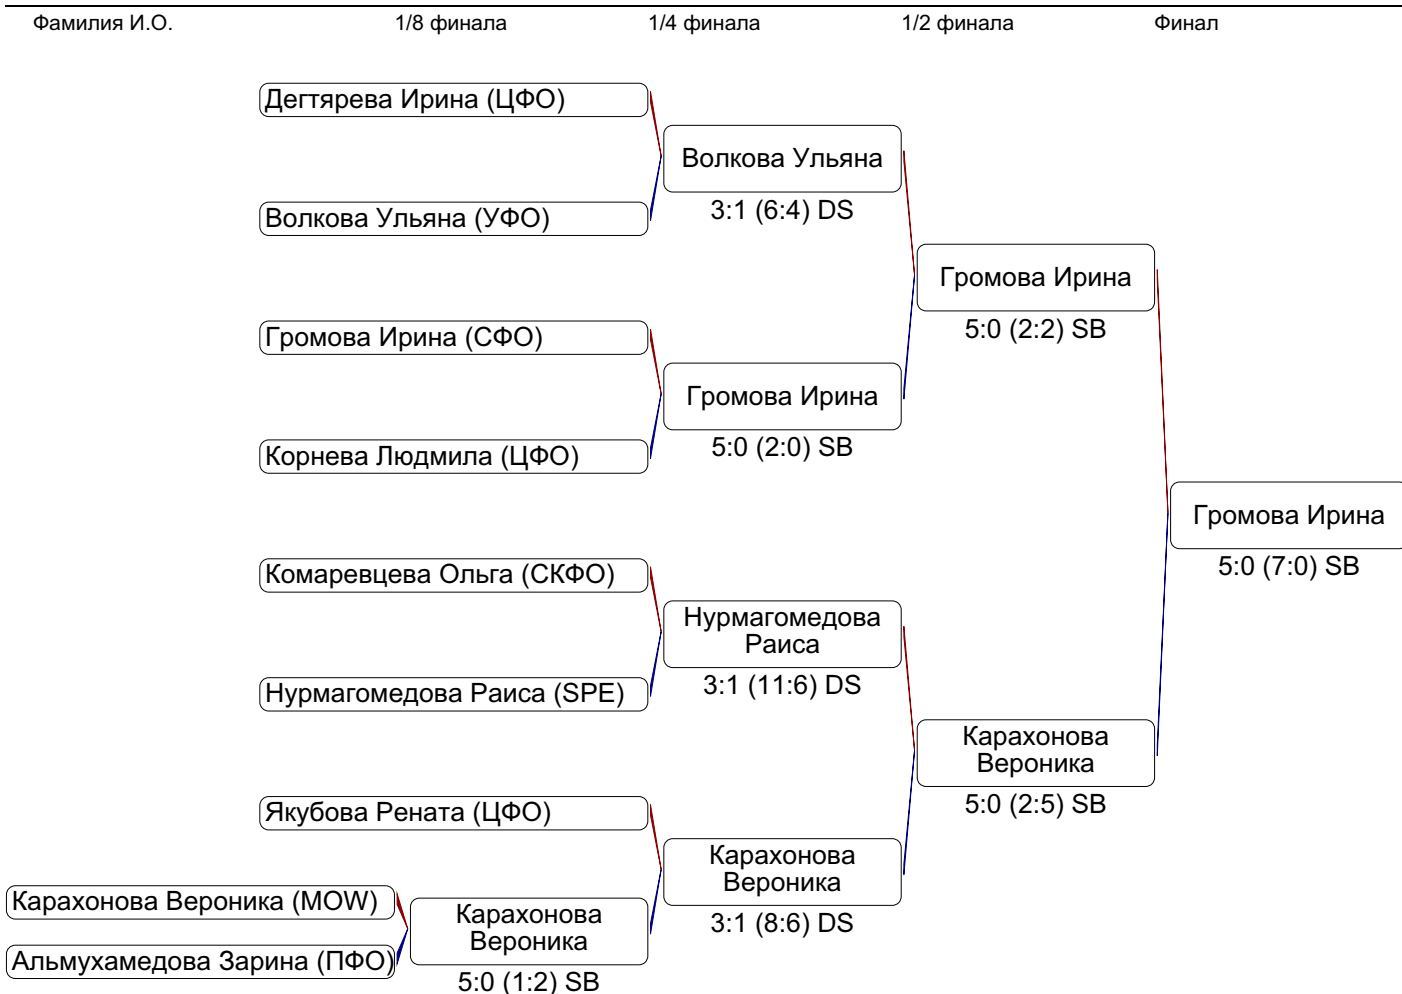 Фамилия И.О. 1/8 финала 1/4 финала 1/2 финала Финал
Дегтярева Ирина (ЦФО)
Волкова Ульяна
3:1 (6:4) DS
Волкова Ульяна (УФО)
Громова Ирина
5:0 (2:2) SB
Громова Ирина (СФО)
Громова Ирина
5:0 (2:0) SB
Корнева Людмила (ЦФО)
Громова Ирина
5:0 (7:0) SB
Комаревцева Ольга (СКФО)
Нурмагомедова
Раиса
3:1 (11:6) DS
Нурмагомедова Раиса (SPE)
Карахонова
Вероника
5:0 (2:5) SB
Якубова Рената (ЦФО)
Карахонова
Вероника
3:1 (8:6) DS
Карахонова Вероника (MOW)
Карахонова
Вероника
5:0 (1:2) SB
Альмухамедова Зарина (ПФО)